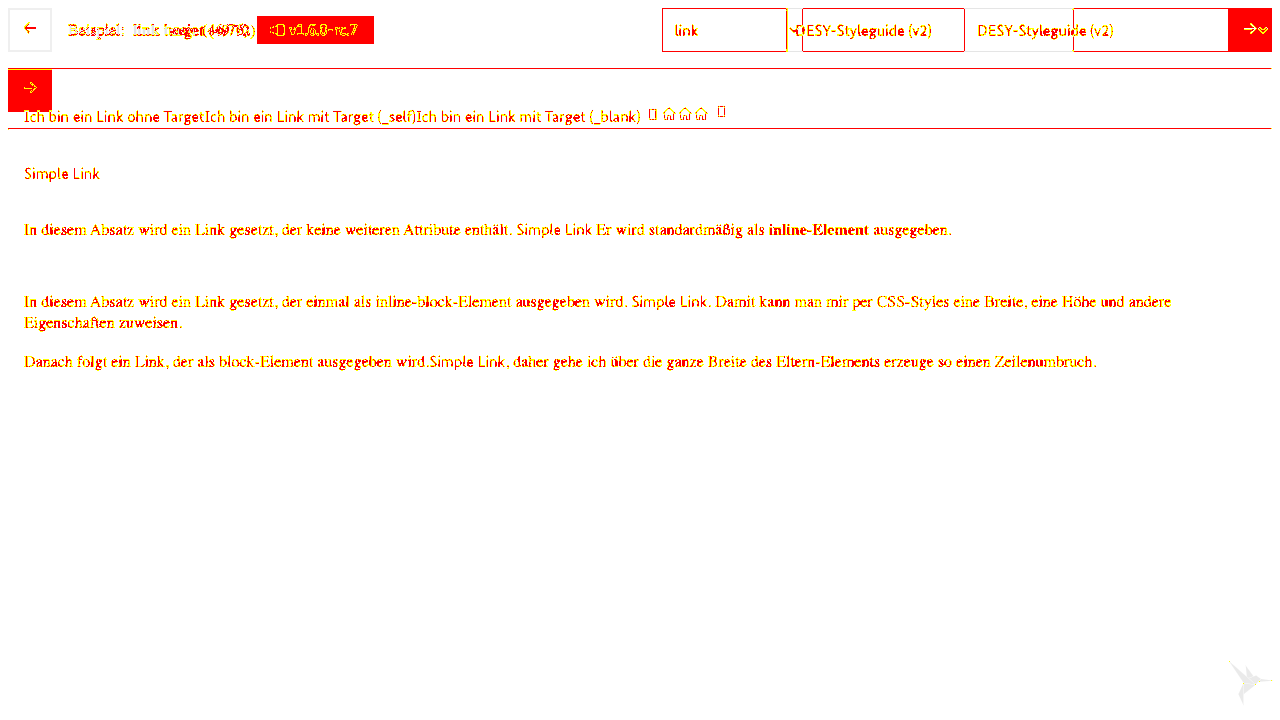 Beispiel: link
v1.6.0-rc.7
link
DESY-Styleguide (v2)
DESY-Styleguide (v2)
Ich bin ein Link ohne TargetIch bin ein Link mit Target (_self)Ich bin ein Link mit Target (_blank)
Simple Link
In diesem Absatz wird ein Link gesetzt, der keine weiteren Attribute enthält. Simple Link Er wird standardmäßig als inline-Element ausgegeben.
In diesem Absatz wird ein Link gesetzt, der einmal als inline-block-Element ausgegeben wird. Simple Link. Damit kann man mir per CSS-Styles eine Breite, eine Höhe und andere
Eigenschaften zuweisen.
Danach folgt ein Link, der als block-Element ausgegeben wird.Simple Link, daher gehe ich über die ganze Breite des Eltern-Elements erzeuge so einen Zeilenumbruch.